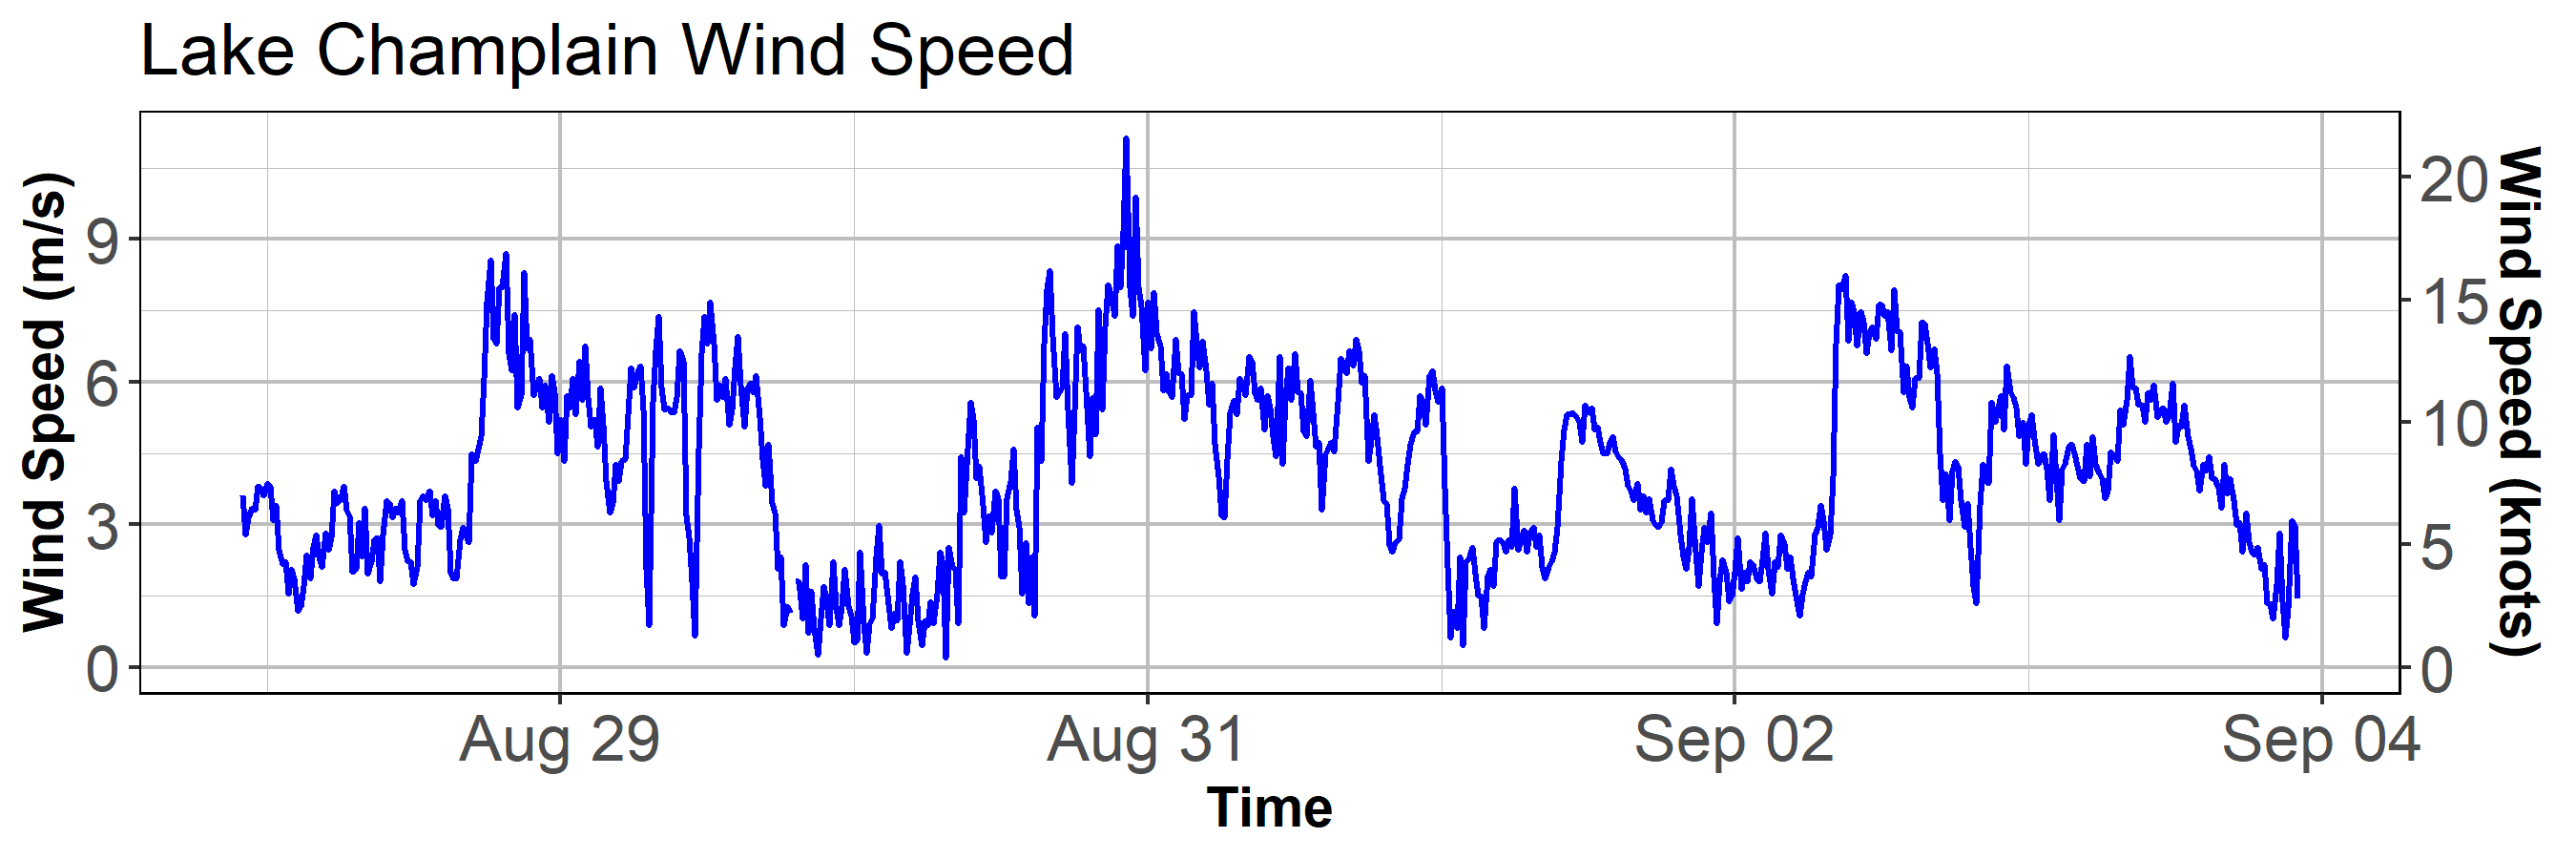 Lake Champlain Wind Speed
Wind Speed (m/s)
9
6
3
0
20
15
10
5
0
Wind Speed (knots)
Aug 29
Aug 31
Sep 02
Sep 04
Time